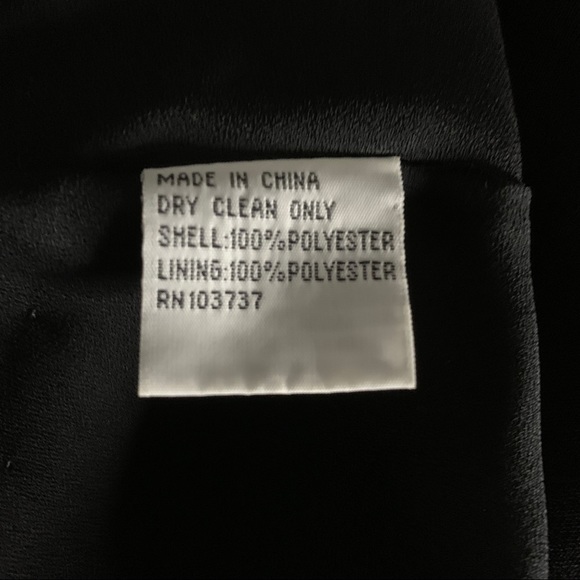 MADE IN CHINA
DRY CLEAN ONLY
SHELL:100%POLYESTER
LINING:100%POLYESTER
RN103737